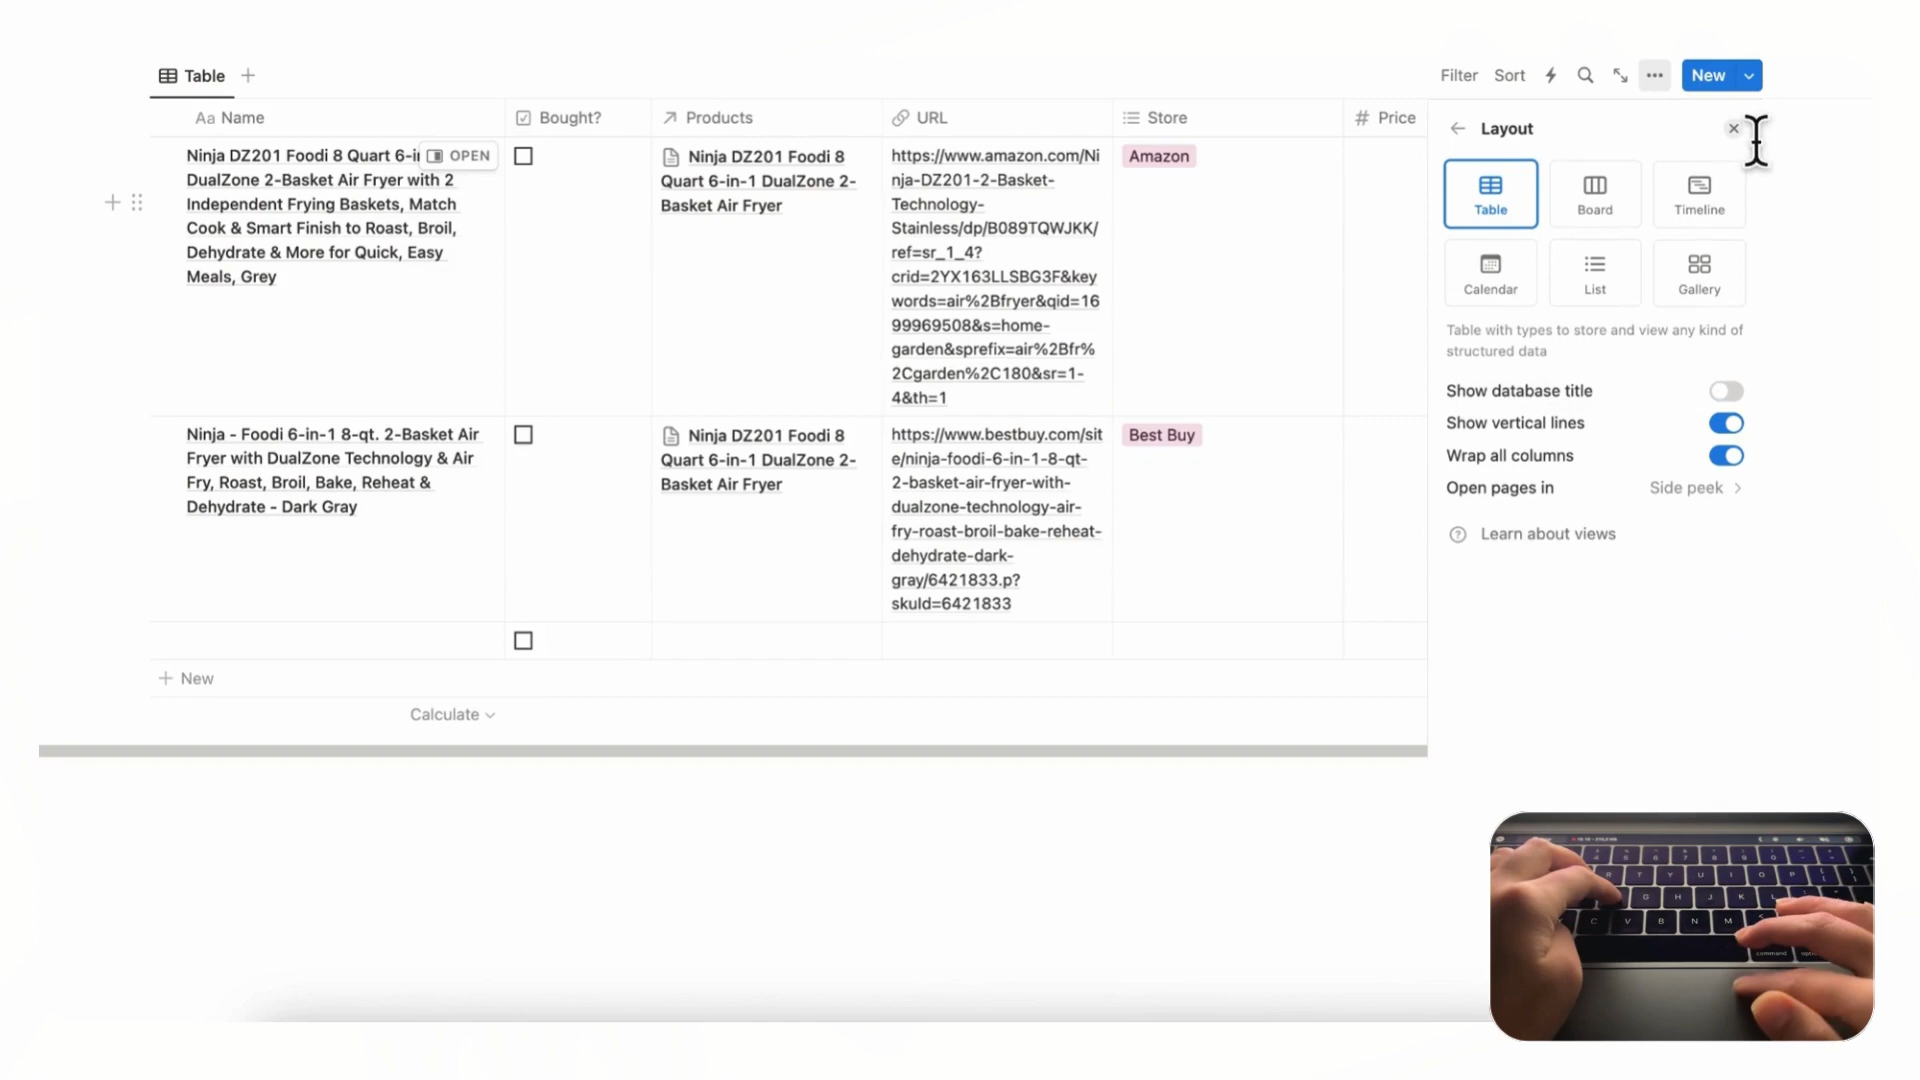 Table
Filter Sort New
Aa Name Bought? Products URL Store # Price
Ninja DZ201 Foodi 8 Quart 6-i OPEN
DualZone 2-Basket Air Fryer with 2
Independent Frying Baskets, Match
Cook & Smart Finish to Roast, Broil,
Dehydrate & More for Quick, Easy
Meals, Grey
Ninja DZ201 Foodi 8
Quart 6-in-1 DualZone 2-
Basket Air Fryer
https://www.amazon.com/Ni
nja-DZ201-2-Basket-
Technology-
Stainless/dp/B089TQWJKK/
ref=sr_1_4?
crid=2YX163LLSBG3F&key
words=air%2Bfryer&qid=16
99969508&s=home-
garden&sprefix=air%2Bfr%
2Cgarden%2C180&sr=1-
4&th=1
Amazon
Ninja - Foodi 6-in-1 8-qt. 2-Basket Air
Fryer with DualZone Technology & Air
Fry, Roast, Broil, Bake, Reheat &
Dehydrate - Dark Gray
Ninja DZ201 Foodi 8
Quart 6-in-1 DualZone 2-
Basket Air Fryer
https://www.bestbuy.com/sit
e/ninja-foodi-6-in-1-8-qt-
2-basket-air-fryer-with-
dualzone-technology-air-
fry-roast-broil-bake-reheat-
dehydrate-dark-
gray/6421833.p?
skuId=6421833
Best Buy
+ New
Calculate
Layout
Table Board Timeline
Calendar List Gallery
Table with types to store and view any kind of
structured data
Show database title
Show vertical lines
Wrap all columns
Open pages in Side peek
Learn about views
R T Y U I O P
G H J K L
C V B N M
command